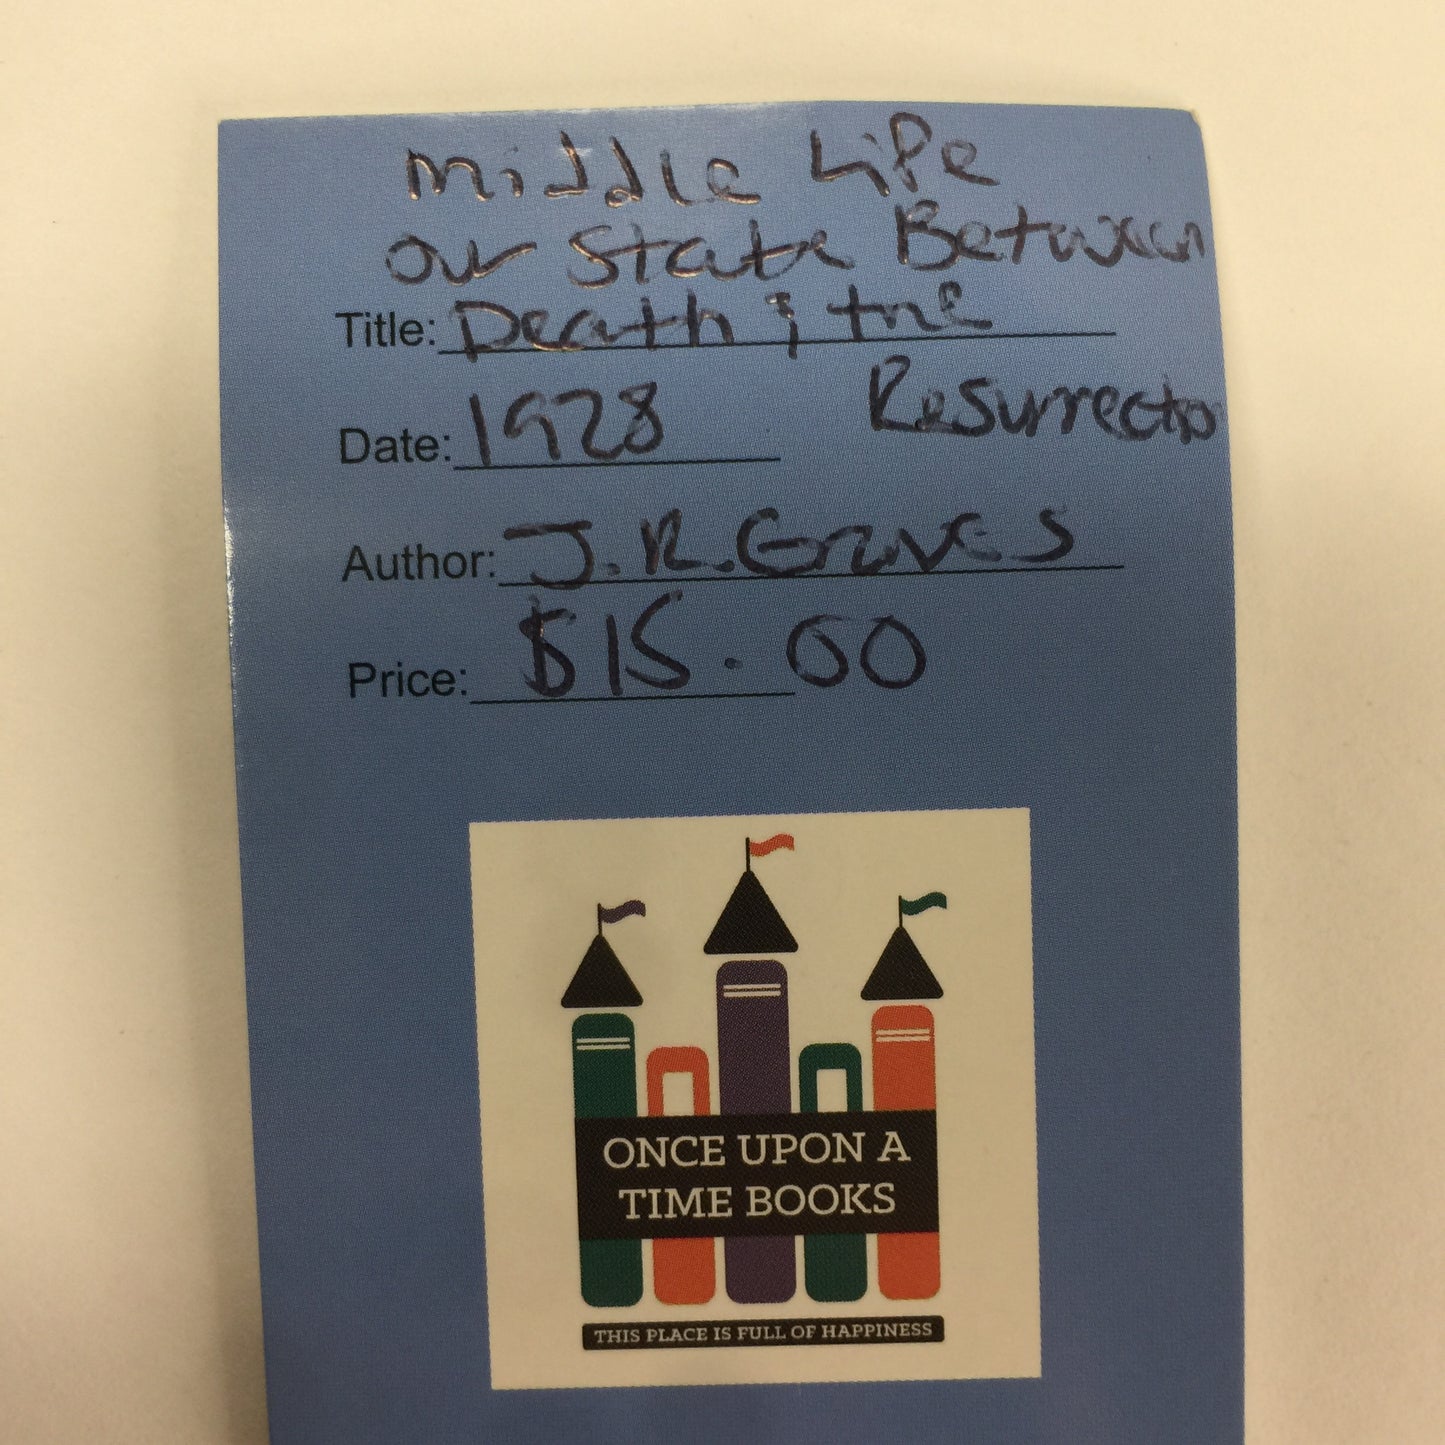 Middle Life
Our State Between
Title: Death & the
Resurrectio
Date: 1928
Author: J.R. Graves
Price: $15.00
ONCE UPON A
TIME BOOKS
THIS PLACE IS FULL OF HAPPINESS